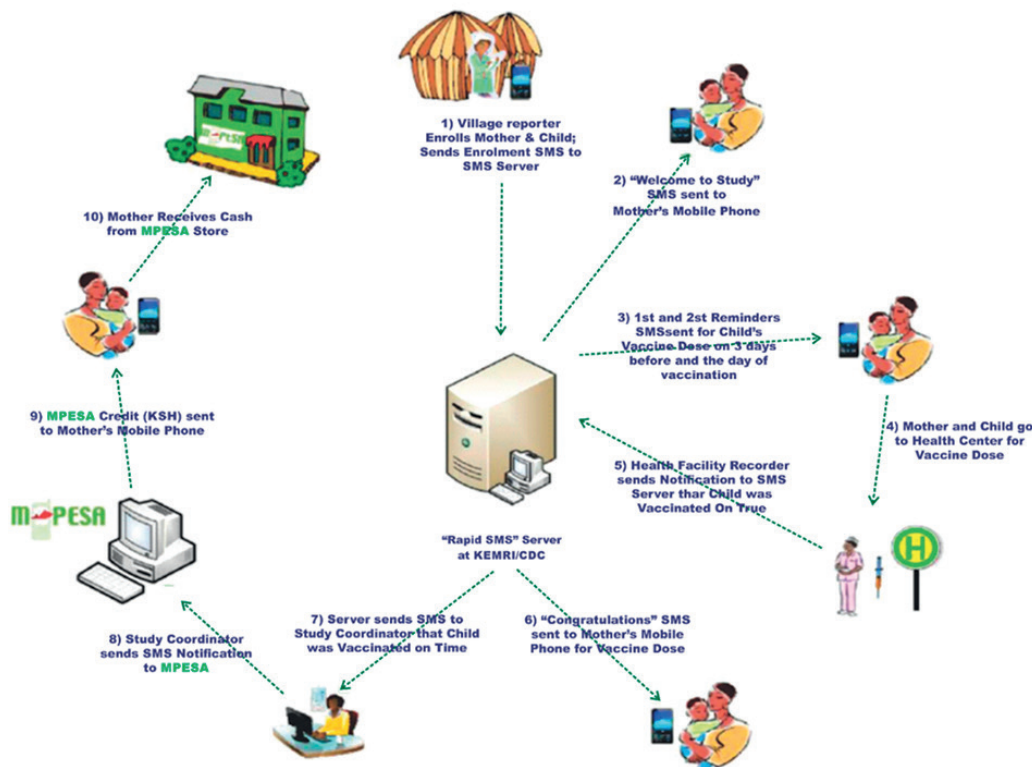 1) Village reporter
Enrolls Mother & Child;
Sends Enrolment SMS to
SMS Server
2) “Welcome to Study”
SMS sent to
Mother’s Mobile Phone
3) 1st and 2st Reminders
SMSsent for Child’s
Vaccine Dose on 3 days
before and the day of
vaccination
4) Mother and Child go
to Health Center for
Vaccine Dose
H
5) Health Facility Recorder
sends Notification to SMS
Server thar Child was
Vaccinated On True
“Rapid SMS” Server
at KEMRI/CDC
6) “Congratulations” SMS
sent to Mother’s Mobile
Phone for Vaccine Dose
7) Server sends SMS to
Study Coordinator that Child
was Vaccinated on Time
8) Study Coordinator
sends SMS Notification
to MPESA
M-PESA
9) MPESA Credit (KSH) sent
to Mother’s Mobile Phone
10) Mother Receives Cash
from MPESA Store
M-PESA